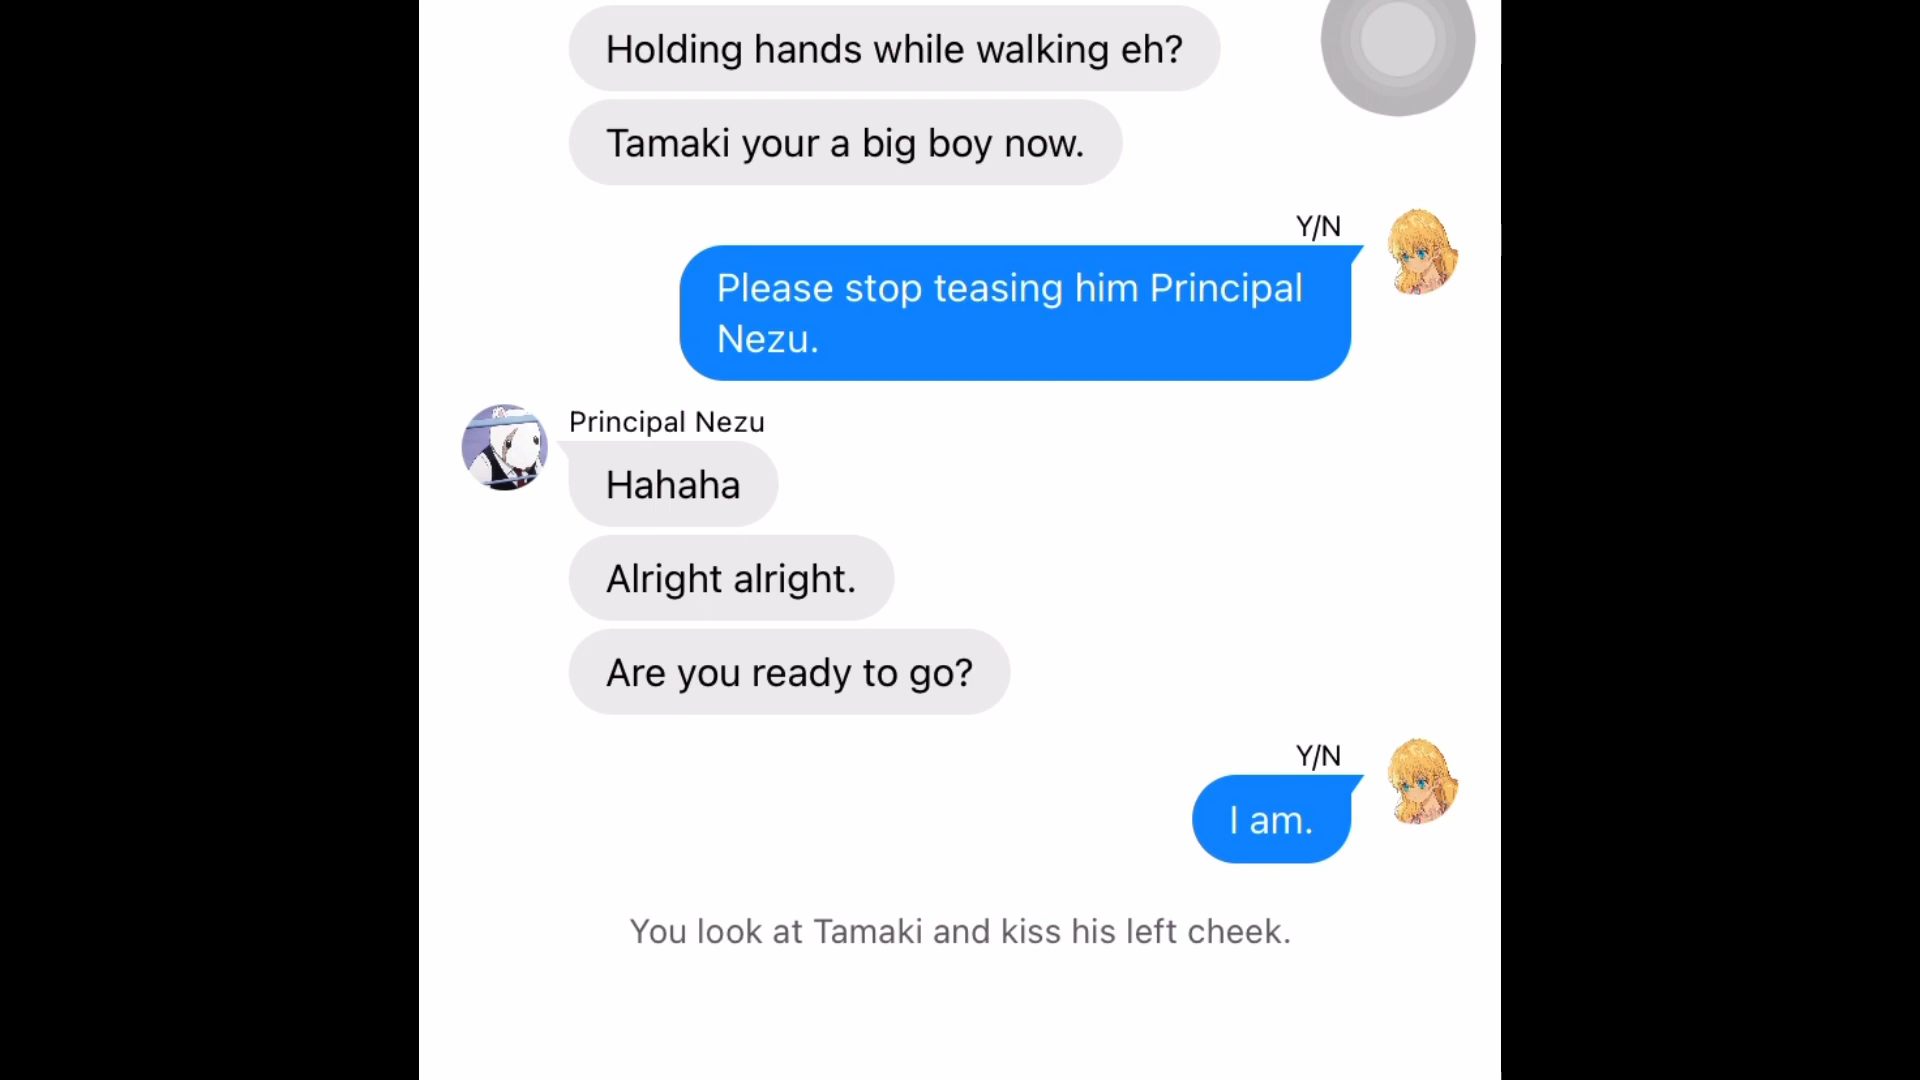 Holding hands while walking eh?
Tamaki your a big boy now.
Y/N
Please stop teasing him Principal
Nezu.
Principal Nezu
Hahaha
Alright alright.
Are you ready to go?
Y/N
I am.
You look at Tamaki and kiss his left cheek.